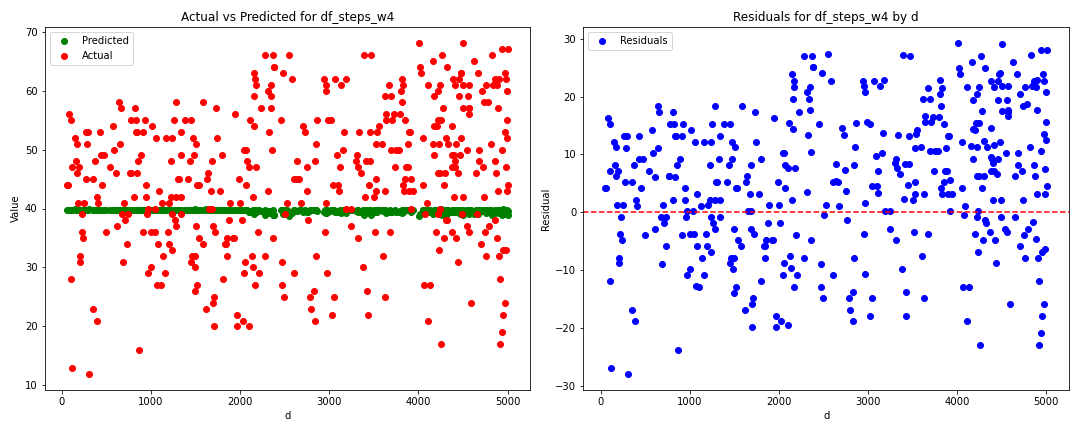 Actual vs Predicted for df_steps_w4
Predicted
Actual
Value
70
60
50
40
30
20
10
0
1000
2000
3000
4000
5000
d
Residuals for df_steps_w4 by d
Residuals
Residual
30
20
10
0
−10
−20
−30
0
1000
2000
3000
4000
5000
d